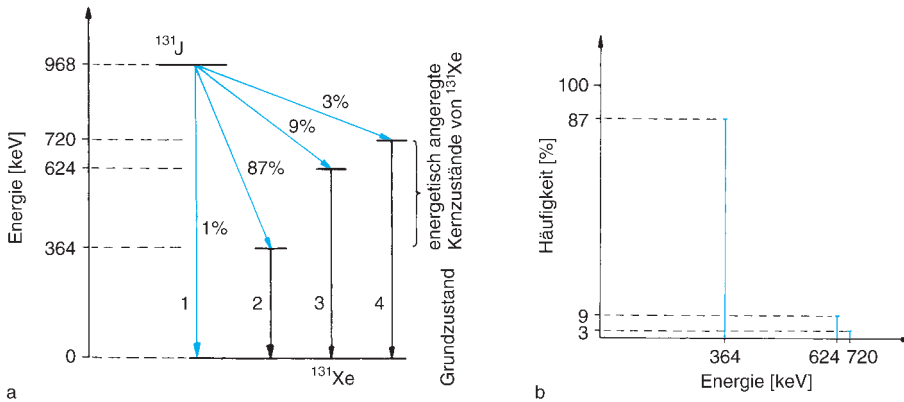 Energie [keV]
968
720
624
364
0
¹³¹J
3%
9%
87%
1%
1
2
3
4
¹³¹Xe
energetisch angeregte
Kernzustände von ¹³¹Xe
Grundzustand
a
Häufigkeit [%]
100
87
9
3
364
624 720
Energie [keV]
b